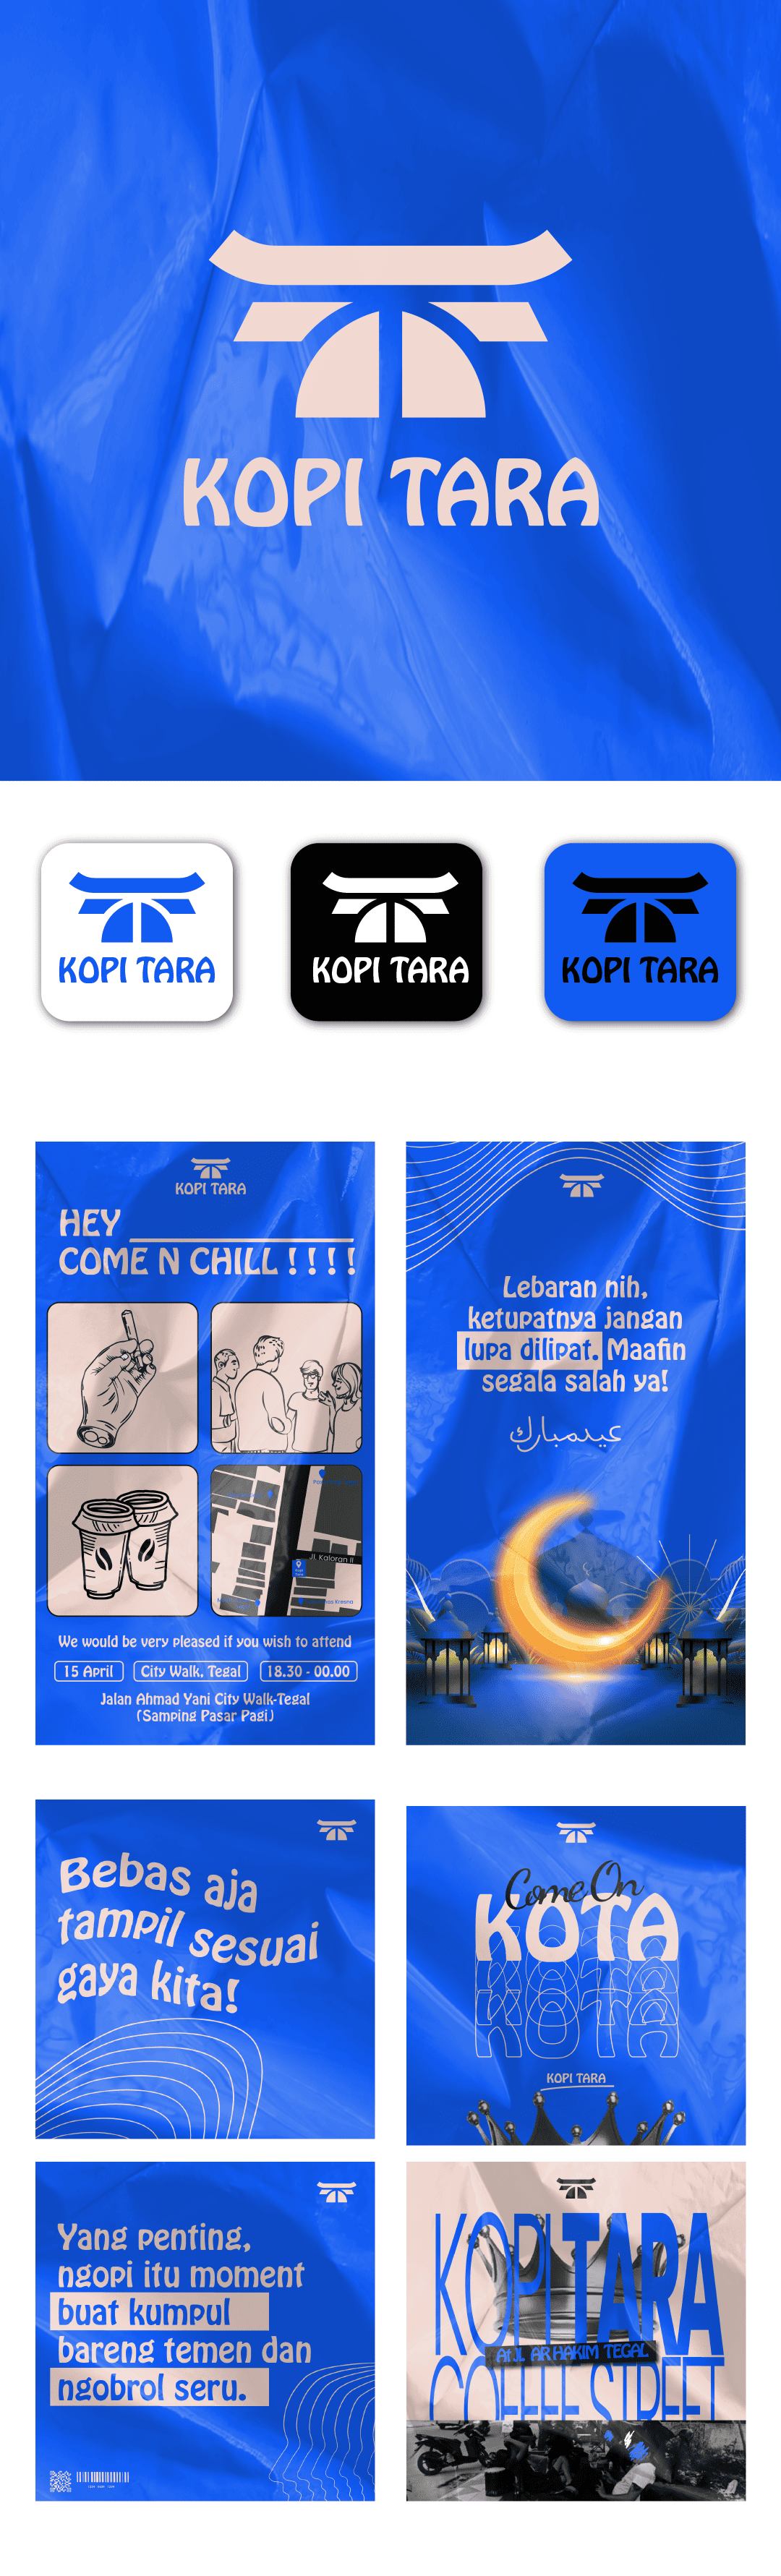 KOPI TARA
KOPI TARA
KOPI TARA
KOPI TARA
KOPI TARA
HEY
COME N CHILL ! ! ! !
JL Kaloran II
We would be very pleased if you wish to attend
15 April
City Walk, Tegal
18.30 - 00.00
Jalan Ahmad Yani City Walk-Tegal
(Samping Pasar Pagi)
Lebaran nih,
ketupatnya jangan
lupa dilipat. Maafin
segala salah ya!
عيد مبارك
Bebas aja
tampil sesuai
gaya kita!
Come On
KOTA
KOTA
KOTA
KOPI TARA
Yang penting,
ngopi itu moment
buat kumpul
bareng temen dan
ngobrol seru.
KOPI TARA
AT JL. AR HAKIM TEGAL
COFFEE STREET